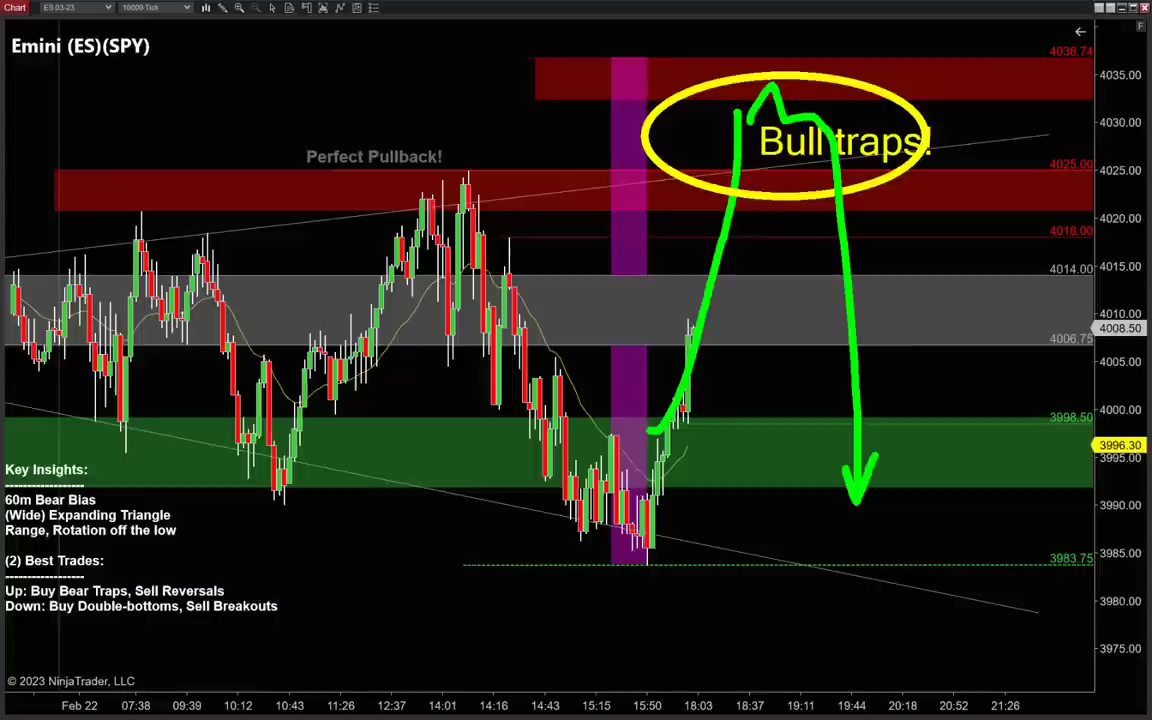 Chart
ES 03-23
10000 Tick
F
Emini (ES)(SPY)
4036.74
4035.00
4030.00
Bull traps!
Perfect Pullback!
4025.00
4025.00
4020.00
4018.00
4015.00
4014.00
4010.00
4008.50
4006.75
4005.00
4000.00
3998.50
3996.30
3995.00
Key Insights:
60m Bear Bias
(Wide) Expanding Triangle
Range, Rotation off the low
3990.00
3985.00
3983.75
(2) Best Trades:
Up: Buy Bear Traps, Sell Reversals
Down: Buy Double-bottoms, Sell Breakouts
3980.00
3975.00
© 2023 NinjaTrader, LLC
Feb 22 07:38 09:39 10:12 10:43 11:26 12:37 14:01 14:16 14:43 15:15 15:50 18:03 18:37 19:11 19:44 20:18 20:52 21:26